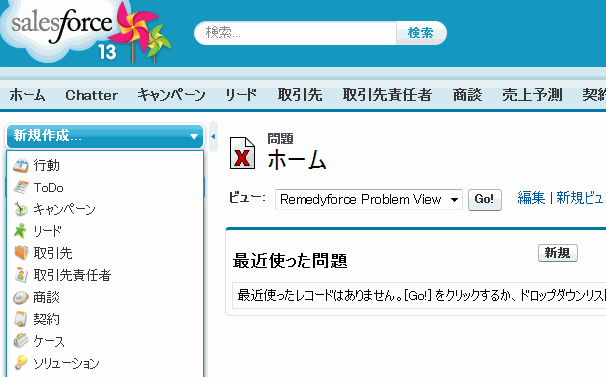 salesforce
13
検索...
検索
ホーム Chatter キャンペーン リード 取引先 取引先責任者 商談 売上予測 契約
新規作成...
行動
ToDo
キャンペーン
リード
取引先
取引先責任者
商談
契約
ケース
ソリューション
問題
ホーム
ビュー: Remedyforce Problem View Go! 編集 | 新規ビュ
最近使った問題 新規
最近使ったレコードはありません。[Go!] をクリックするか、ドロップダウンリスト